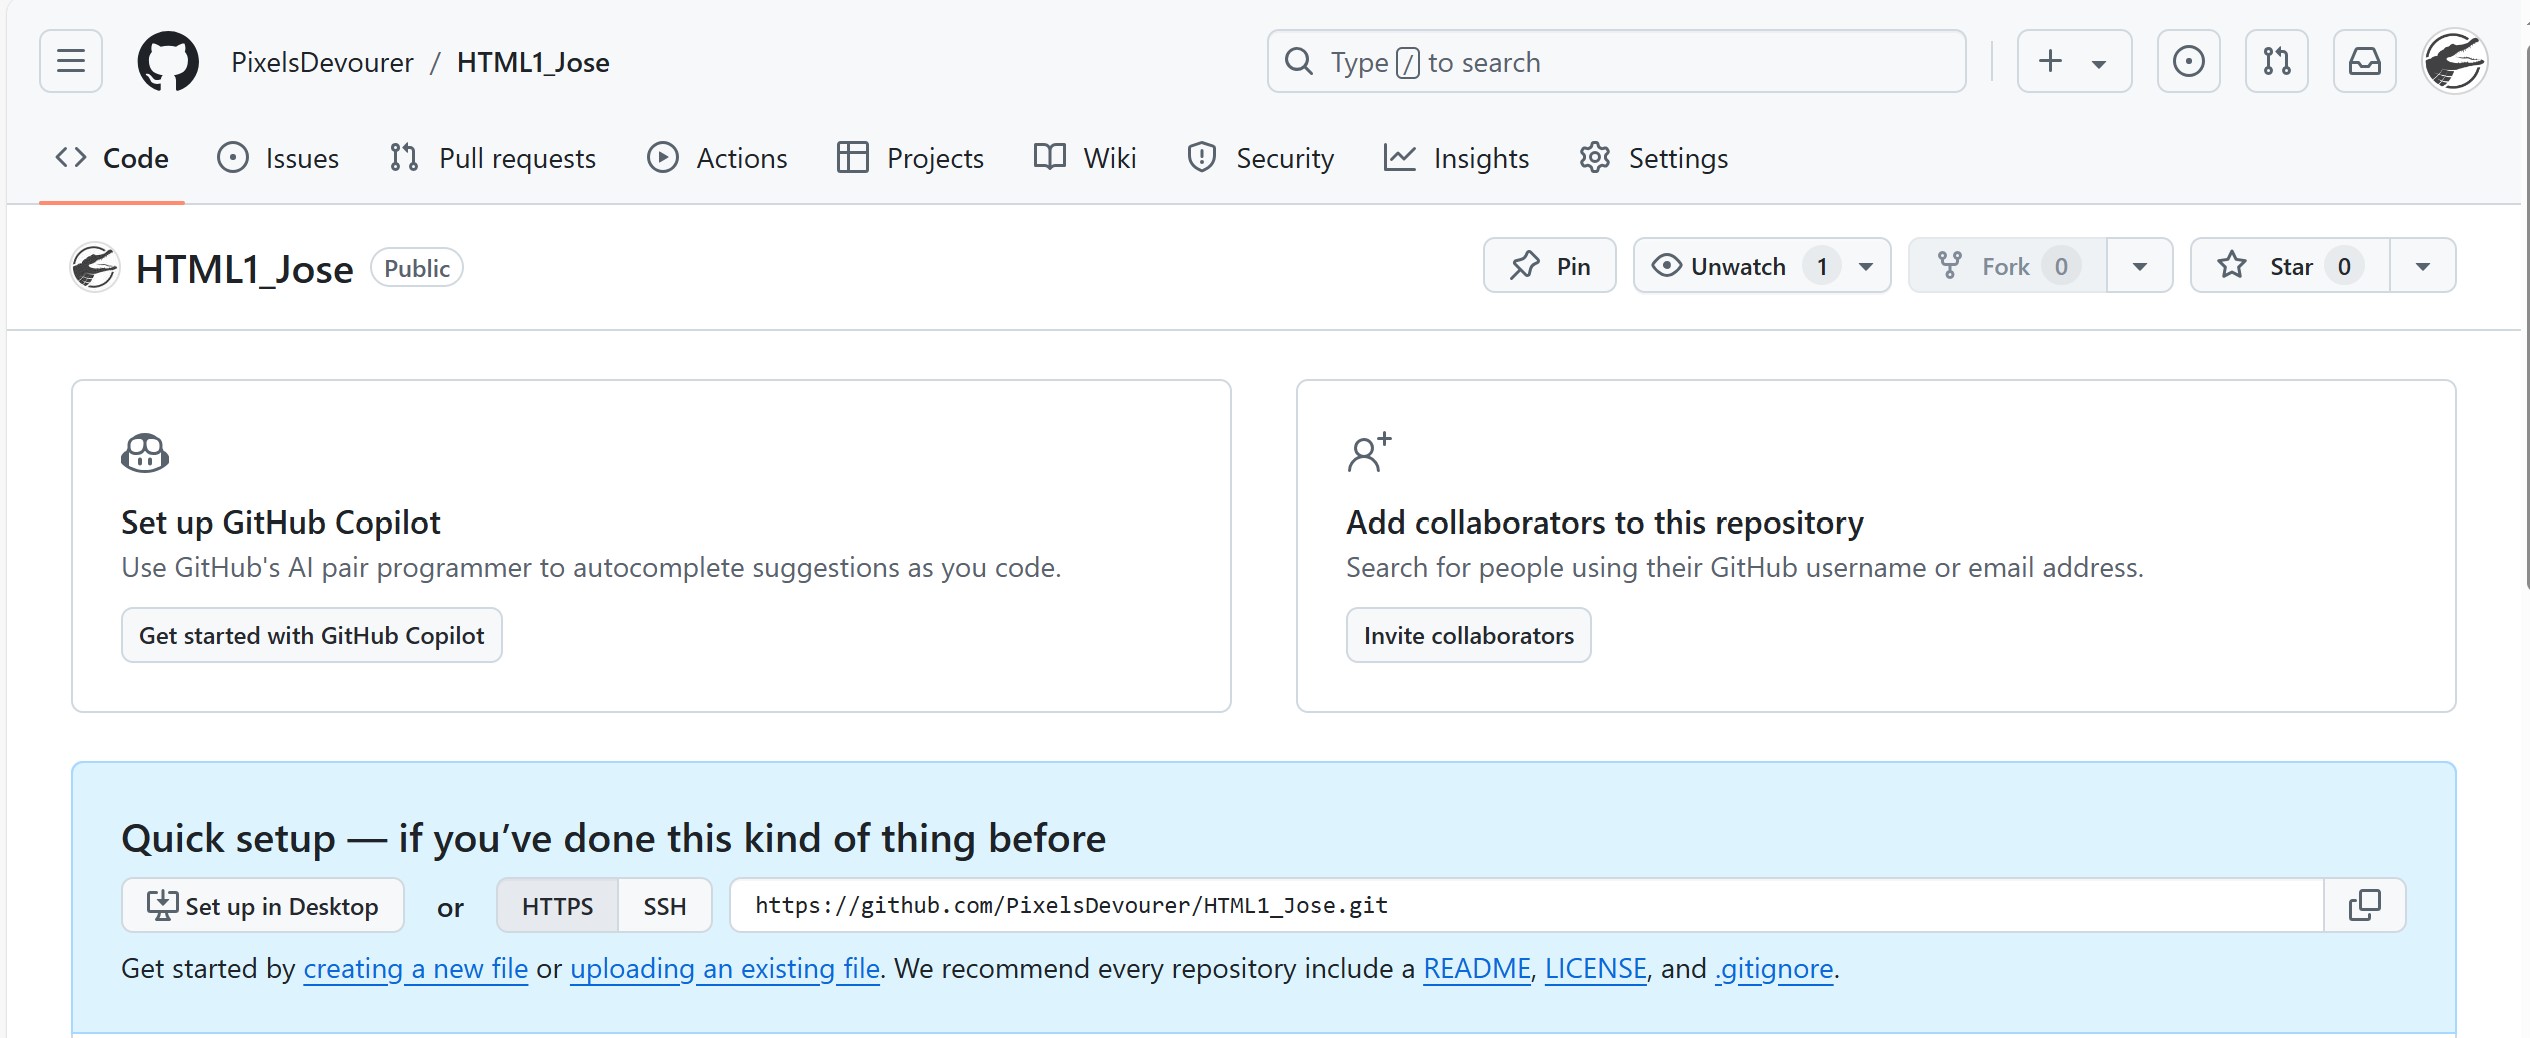 PixelsDevourer / HTML1_Jose
Type / to search
Code Issues Pull requests Actions Projects Wiki Security Insights Settings
HTML1_Jose Public
Pin Unwatch 1 Fork 0 Star 0
Set up GitHub Copilot
Use GitHub's AI pair programmer to autocomplete suggestions as you code.
Get started with GitHub Copilot
Add collaborators to this repository
Search for people using their GitHub username or email address.
Invite collaborators
Quick setup — if you’ve done this kind of thing before
Set up in Desktop or HTTPS SSH https://github.com/PixelsDevourer/HTML1_Jose.git
Get started by creating a new file or uploading an existing file. We recommend every repository include a README, LICENSE, and .gitignore.